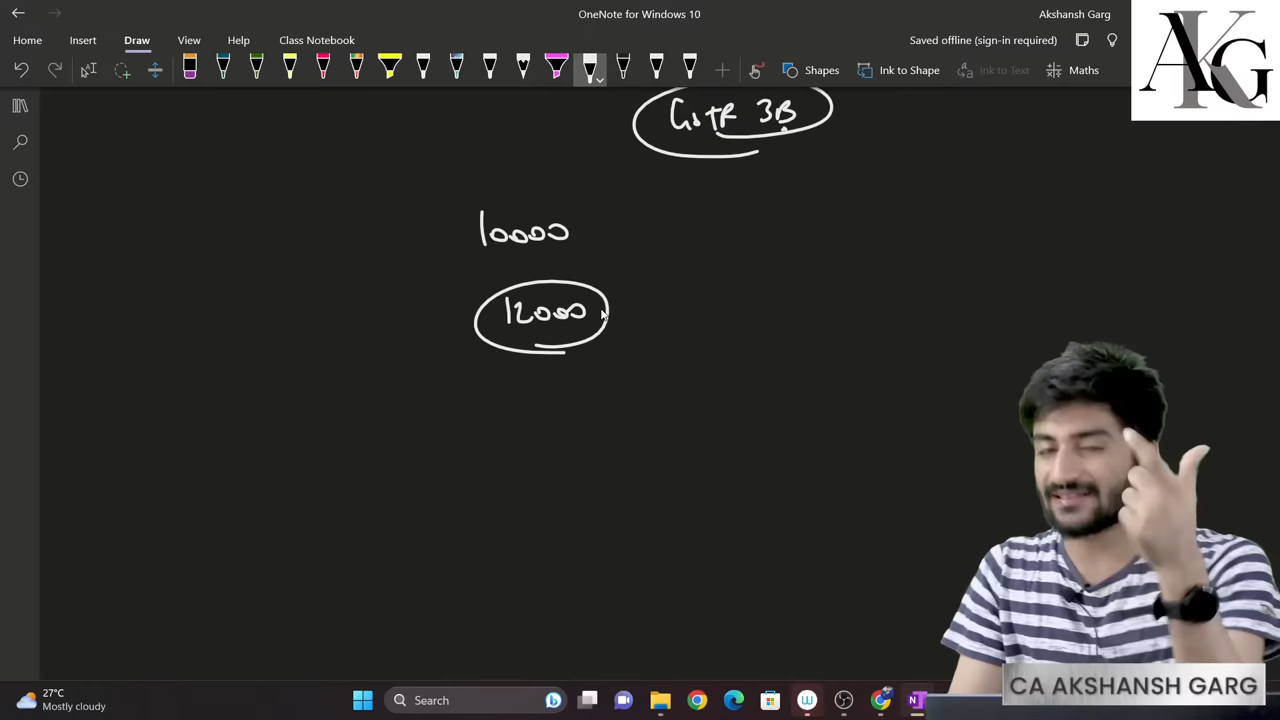 OneNote for Windows 10
Akshansh Garg
Home Insert Draw View Help Class Notebook
Saved offline (sign-in required)
Shapes Ink to Shape Ink to Text Maths
AKG
GSTR 3B
10000
12000
CA AKSHANSH GARG
27°C
Mostly cloudy
Search